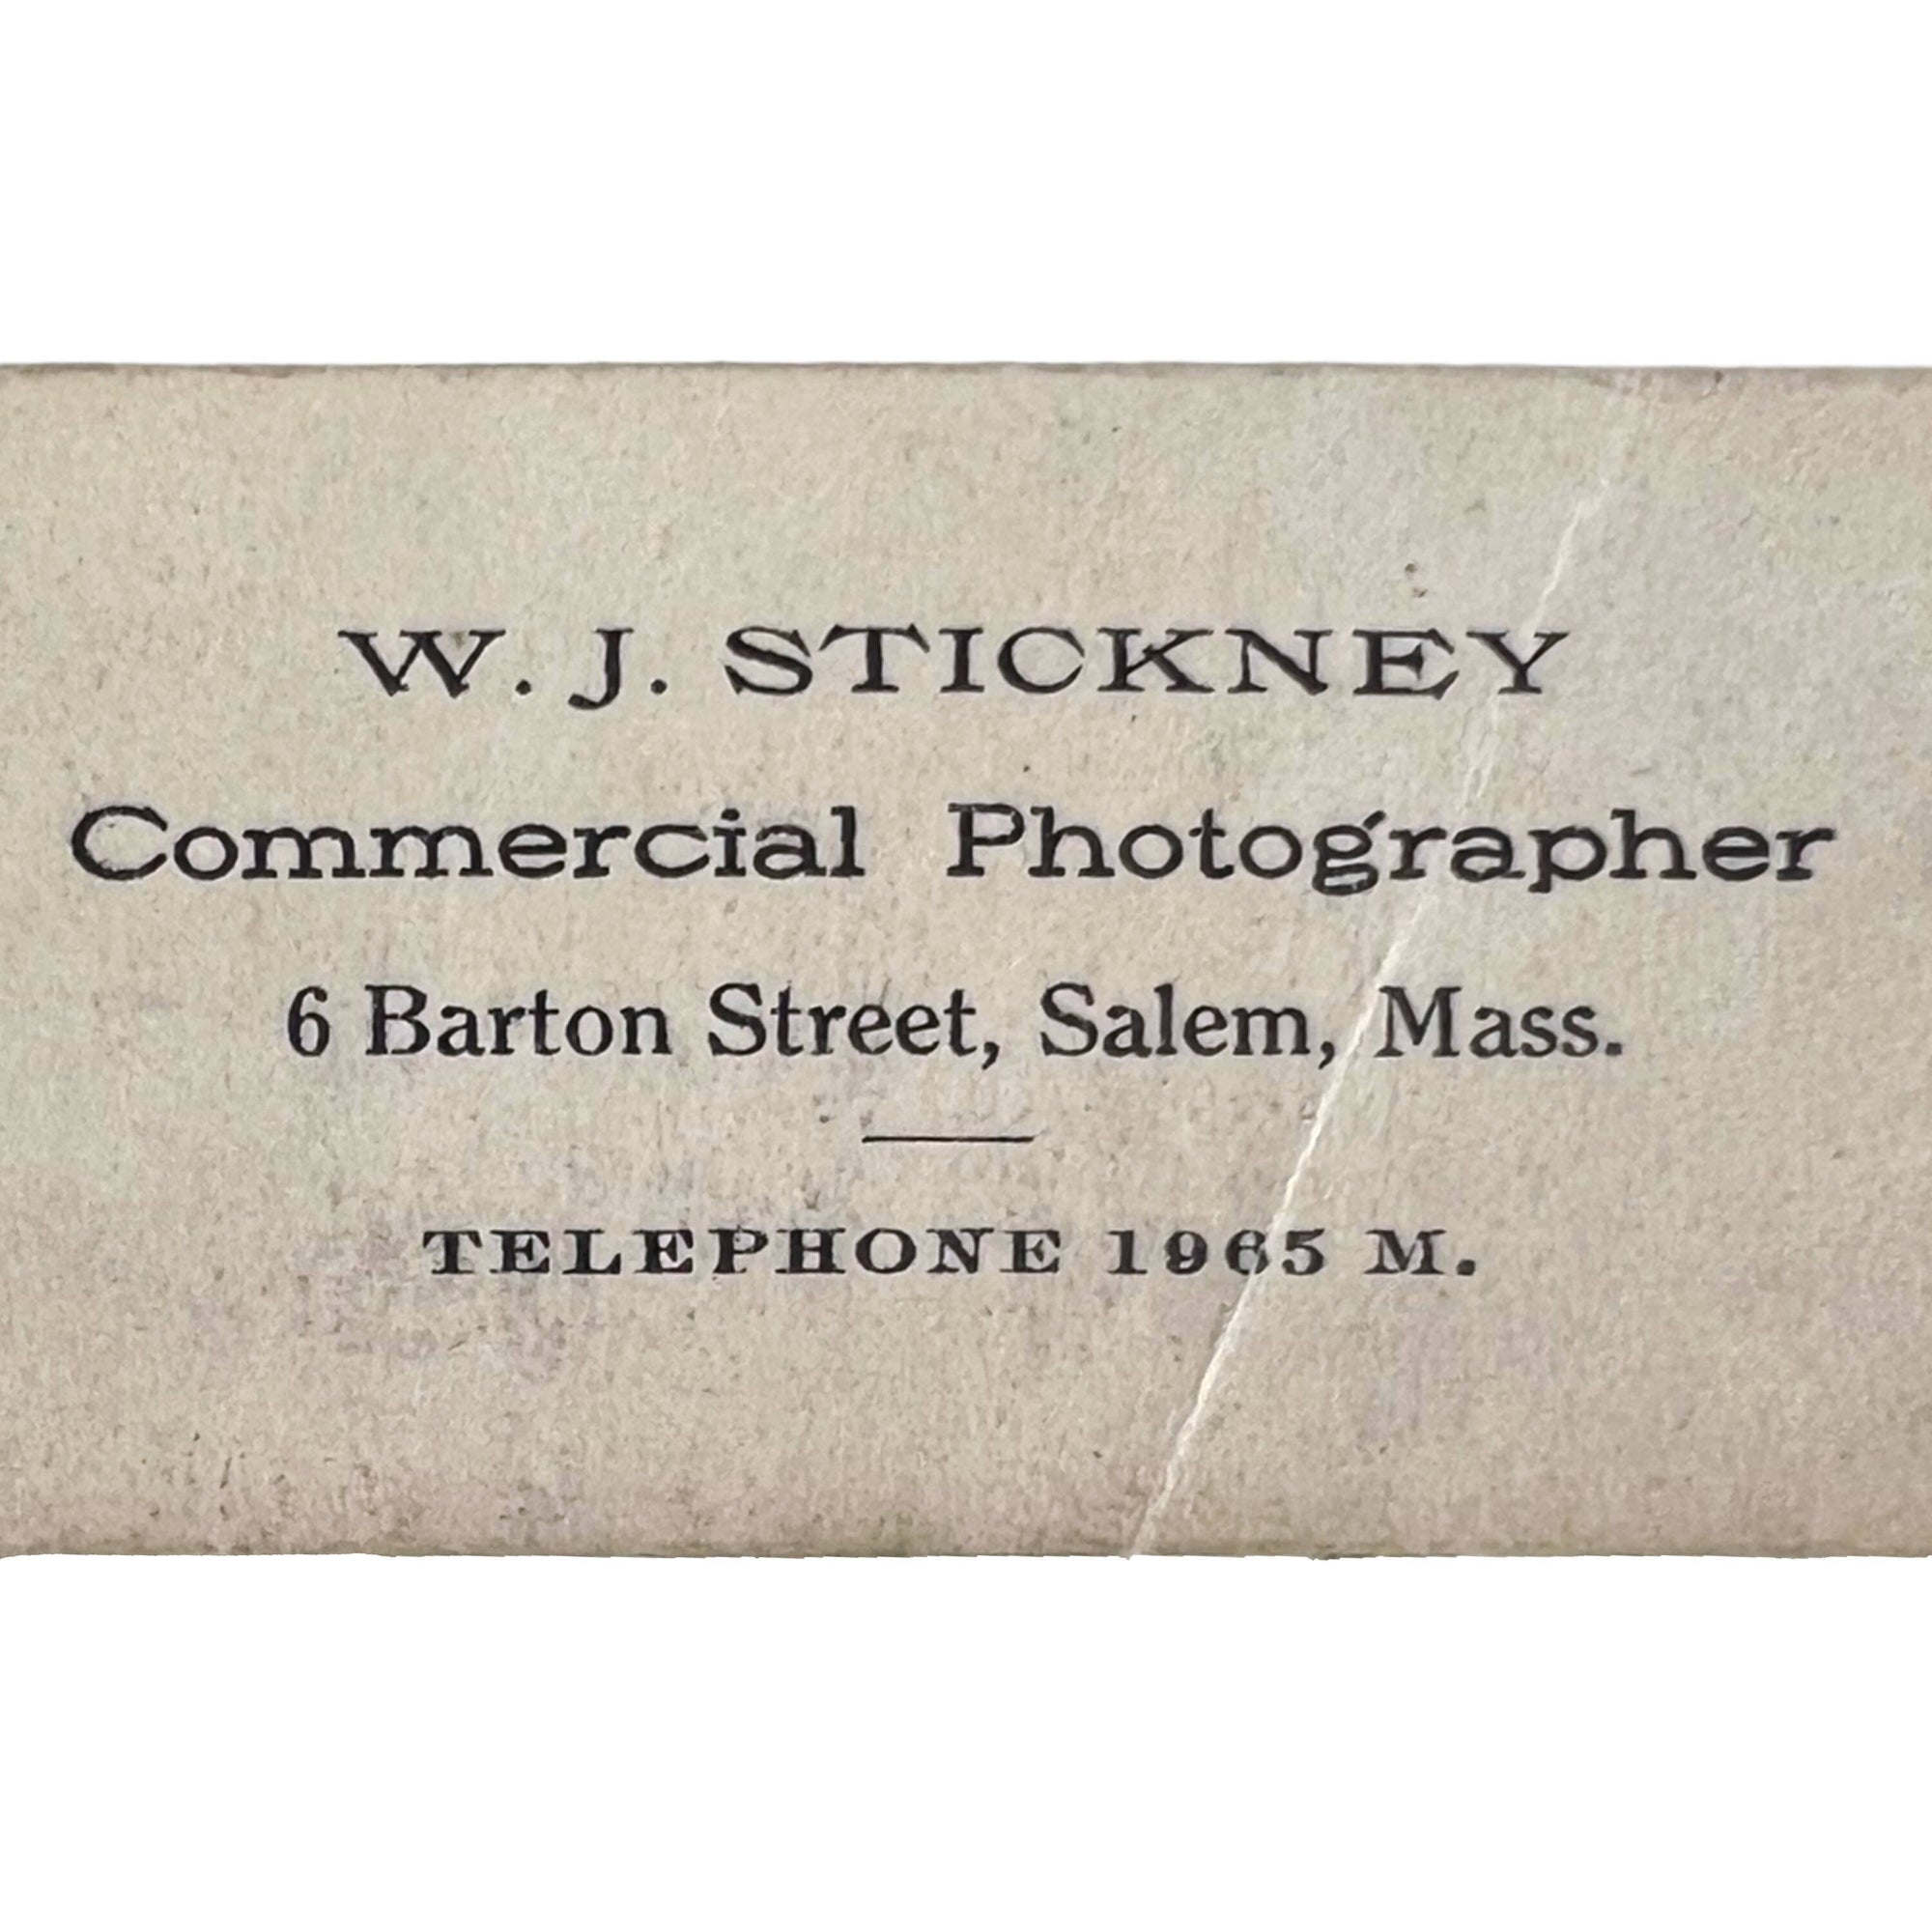 W. J. STICKNEY
Commercial Photographer
6 Barton Street, Salem, Mass.
TELEPHONE 1965 M.